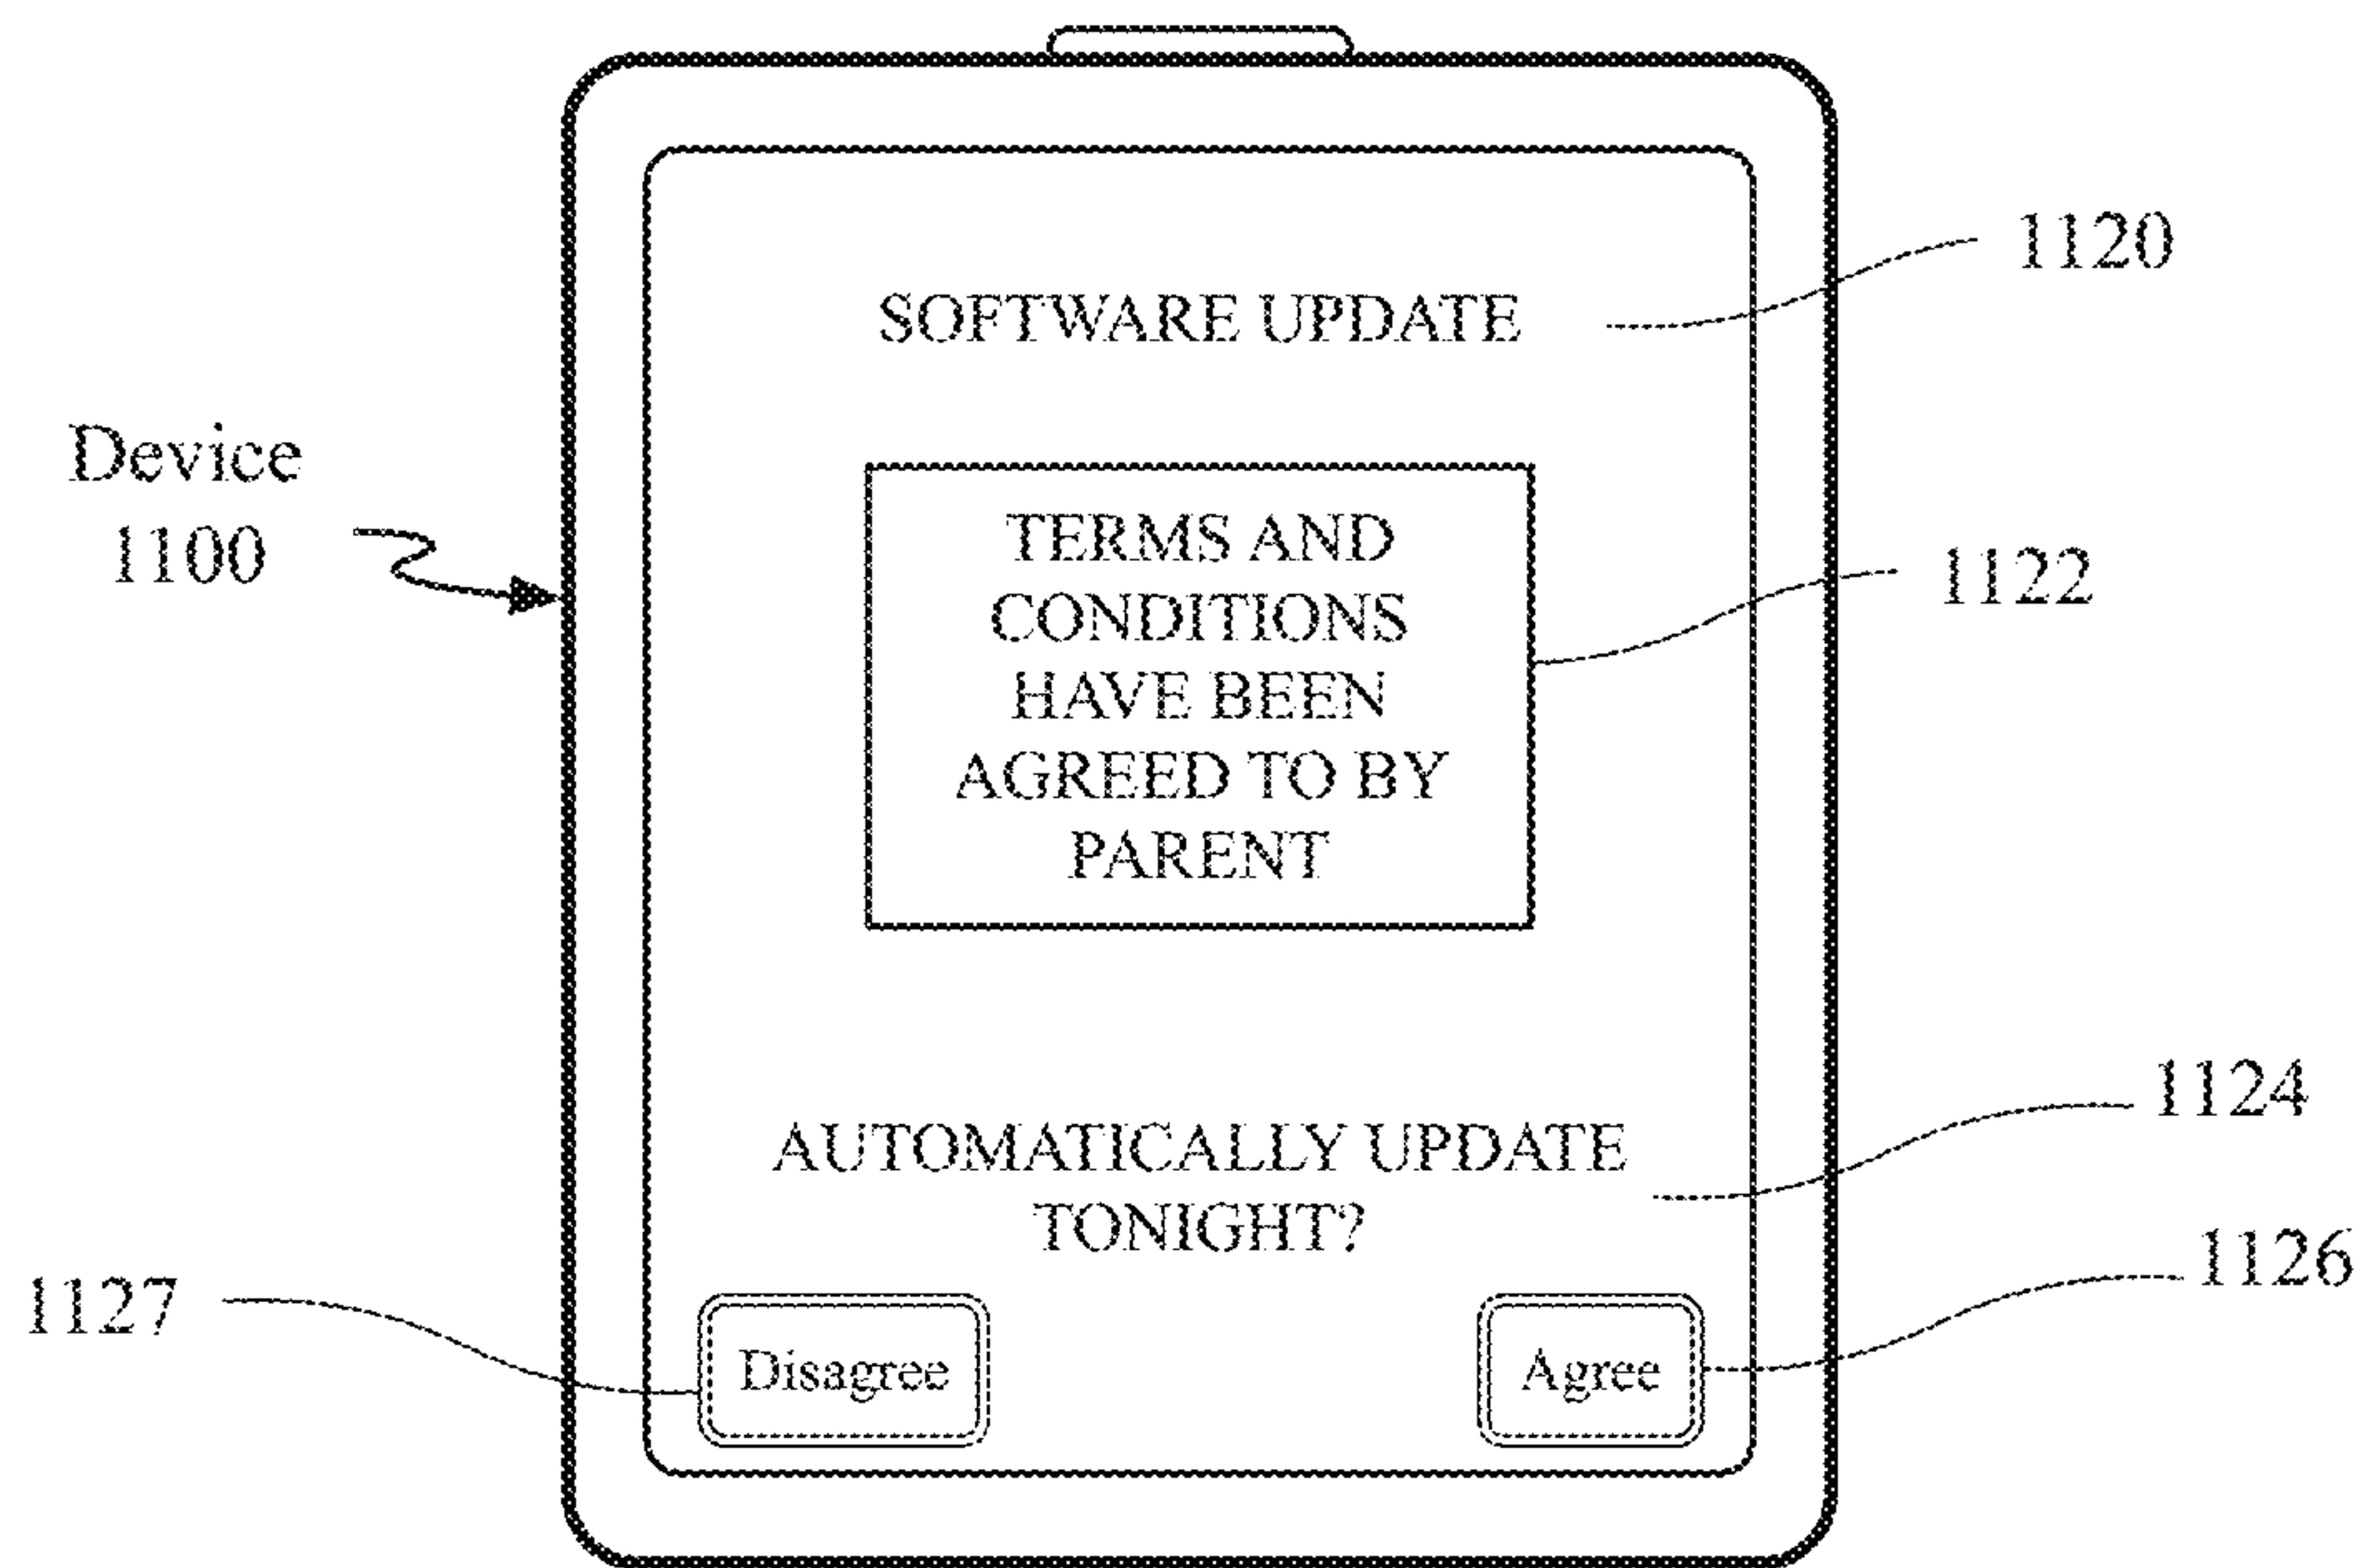 1120
SOFTWARE UPDATE
Device
1100
TERMS AND
CONDITIONS
HAVE BEEN
AGREED TO BY
PARENT
1122
1124
AUTOMATICALLY UPDATE
TONIGHT?
1127
1126
Disagree
Agree